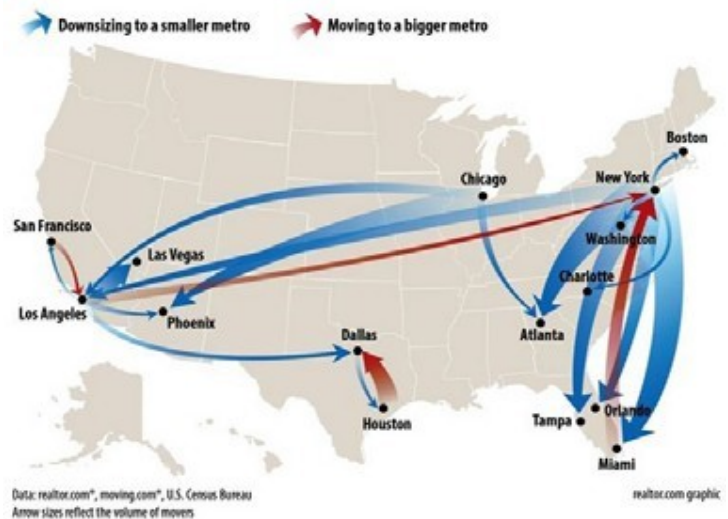 Downsizing to a smaller metro
Moving to a bigger metro
Boston
Chicago
New York
San Francisco
Washington
Las Vegas
Charlotte
Los Angeles
Phoenix
Atlanta
Dallas
Tampa
Orlando
Houston
Miami
Data: realtor.com®, moving.com®, U.S. Census Bureau
realtor.com graphic
Arrow sizes reflect the volume of movers